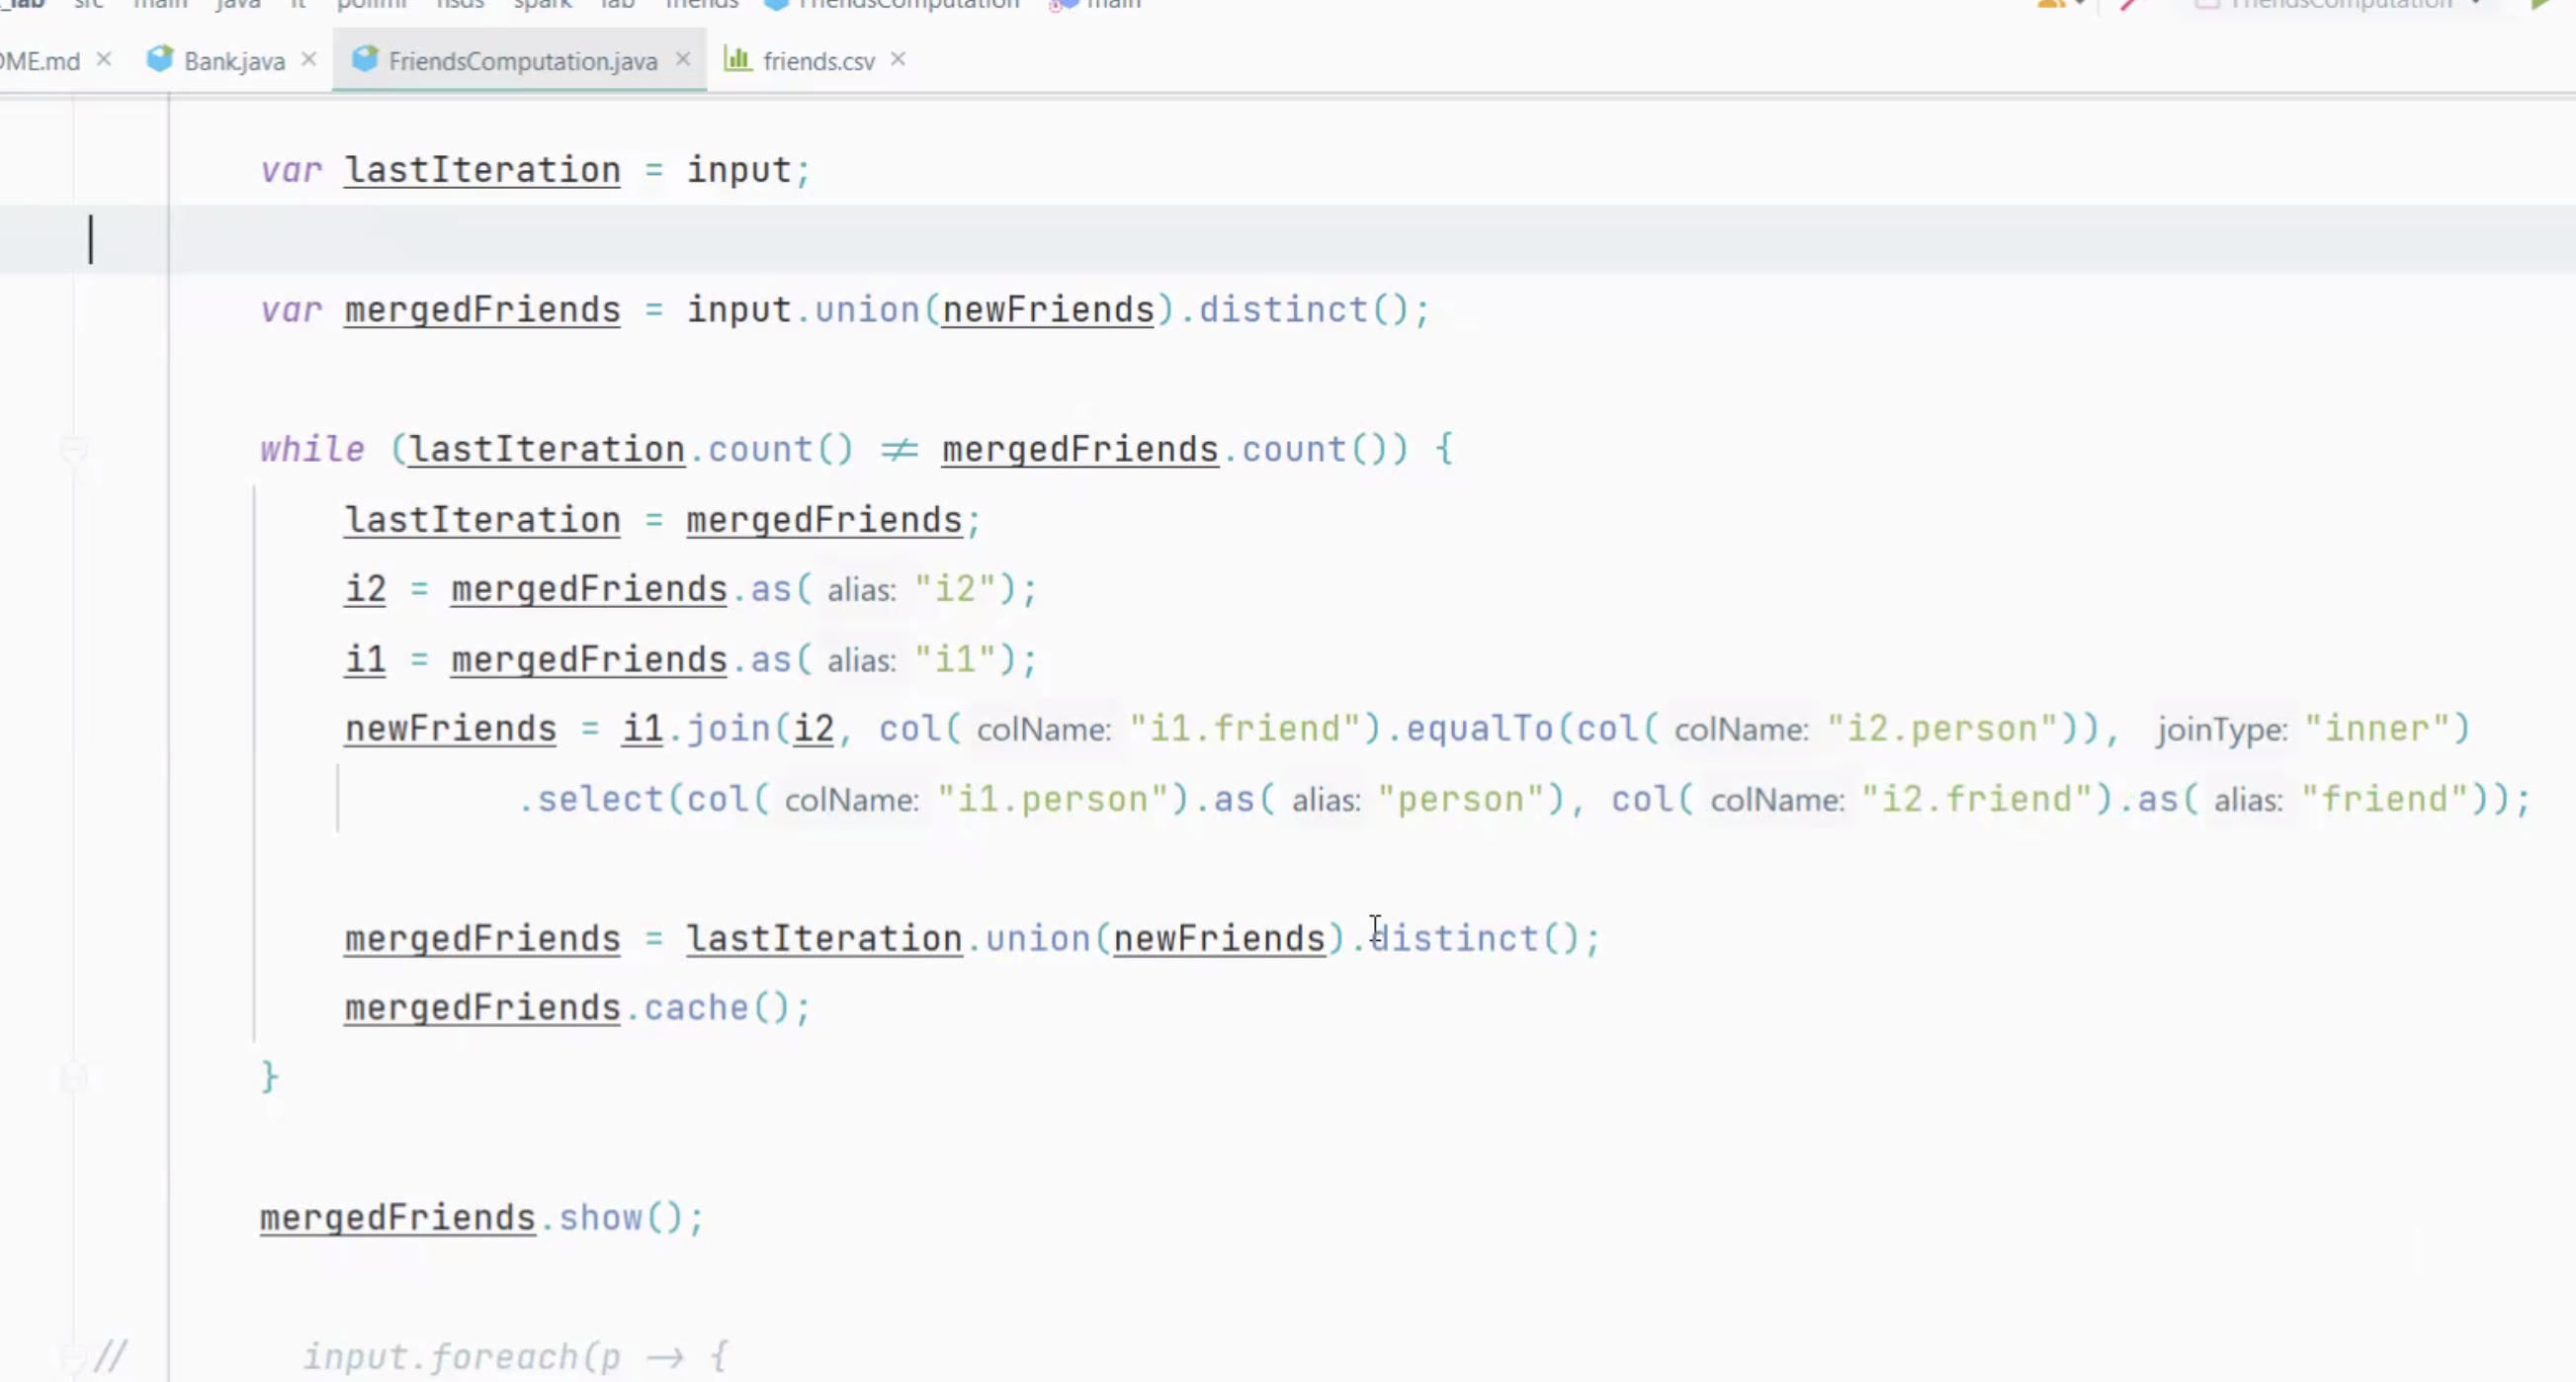 _lab src main java it polimi nsds spark lab friends FriendsComputation main FriendsComputation
OME.md × Bank.java × FriendsComputation.java × friends.csv ×
var lastIteration = input;
var mergedFriends = input.union(newFriends).distinct();
while (lastIteration.count() ≠ mergedFriends.count()) {
lastIteration = mergedFriends;
i2 = mergedFriends.as( alias: "i2");
i1 = mergedFriends.as( alias: "i1");
newFriends = i1.join(i2, col( colName: "i1.friend").equalTo(col( colName: "i2.person")), joinType: "inner")
.select(col( colName: "i1.person").as( alias: "person"), col( colName: "i2.friend").as( alias: "friend"));
mergedFriends = lastIteration.union(newFriends).distinct();
mergedFriends.cache();
}
mergedFriends.show();
// input.foreach(p → {